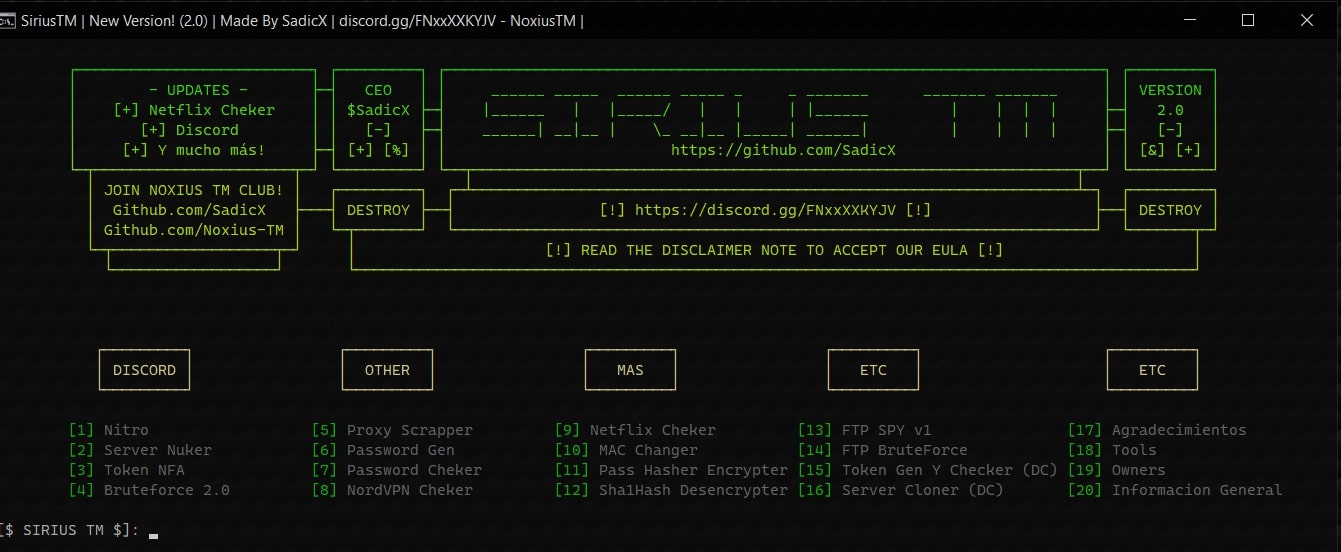 SiriusTM | New Version! (2.0) | Made By SadicX | discord.gg/FNxxXXKYJV - NoxiusTM |
- UPDATES -
[+] Netflix Cheker
[+] Discord
[+] Y mucho más!
CEO
$SadicX
[-]
[+] [%]
SIRIUS TM
https://github.com/SadicX
VERSION
2.0
[-]
[&] [+]
JOIN NOXIUS TM CLUB!
Github.com/SadicX
Github.com/Noxius-TM
DESTROY
[!] https://discord.gg/FNxxXXKYJV [!]
DESTROY
[!] READ THE DISCLAIMER NOTE TO ACCEPT OUR EULA [!]
DISCORD
[1] Nitro
[2] Server Nuker
[3] Token NFA
[4] Bruteforce 2.0
OTHER
[5] Proxy Scrapper
[6] Password Gen
[7] Password Cheker
[8] NordVPN Cheker
MAS
[9] Netflix Cheker
[10] MAC Changer
[11] Pass Hasher Encrypter
[12] Sha1Hash Desencrypter
ETC
[13] FTP SPY v1
[14] FTP BruteForce
[15] Token Gen Y Checker (DC)
[16] Server Cloner (DC)
ETC
[17] Agradecimientos
[18] Tools
[19] Owners
[20] Informacion General
[$ SIRIUS TM $]: